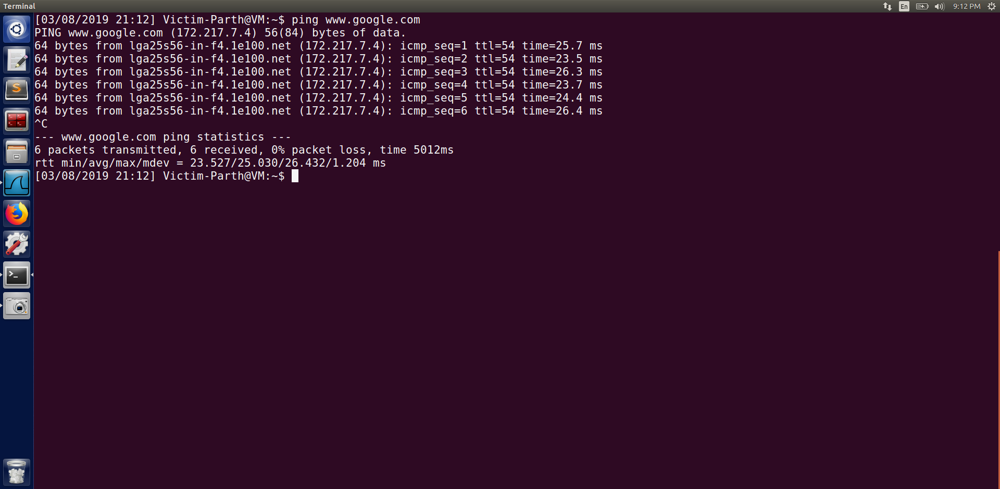 Terminal
En
9:12 PM
[03/08/2019 21:12] Victim-Parth@VM:~$ ping www.google.com
PING www.google.com (172.217.7.4) 56(84) bytes of data.
64 bytes from lga25s56-in-f4.1e100.net (172.217.7.4): icmp_seq=1 ttl=54 time=25.7 ms
64 bytes from lga25s56-in-f4.1e100.net (172.217.7.4): icmp_seq=2 ttl=54 time=23.5 ms
64 bytes from lga25s56-in-f4.1e100.net (172.217.7.4): icmp_seq=3 ttl=54 time=26.3 ms
64 bytes from lga25s56-in-f4.1e100.net (172.217.7.4): icmp_seq=4 ttl=54 time=23.7 ms
64 bytes from lga25s56-in-f4.1e100.net (172.217.7.4): icmp_seq=5 ttl=54 time=24.4 ms
64 bytes from lga25s56-in-f4.1e100.net (172.217.7.4): icmp_seq=6 ttl=54 time=26.4 ms
^C
--- www.google.com ping statistics ---
6 packets transmitted, 6 received, 0% packet loss, time 5012ms
rtt min/avg/max/mdev = 23.527/25.030/26.432/1.204 ms
[03/08/2019 21:12] Victim-Parth@VM:~$